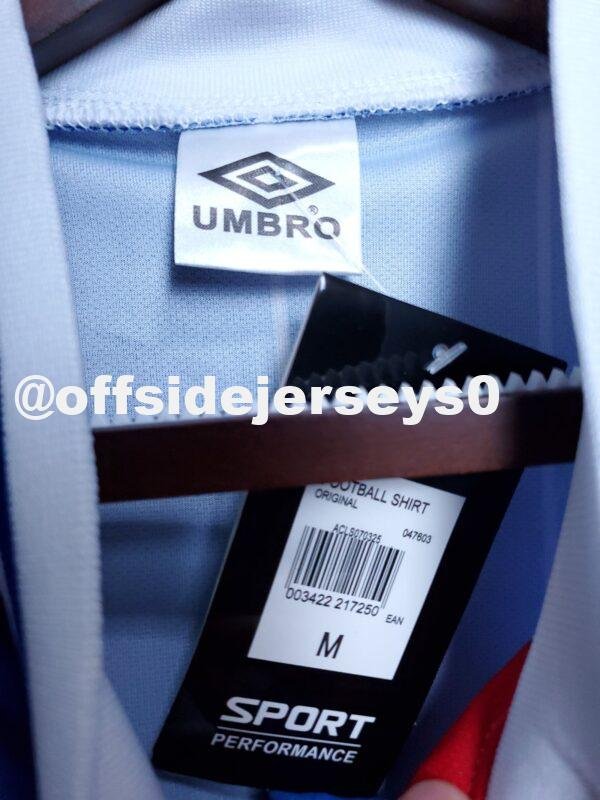 UMBRO
®
@offsidejerseys0
FOOTBALL SHIRT
ORIGINAL
ACLS070325
047603
003422 217250
EAN
M
SPORT
PERFORMANCE